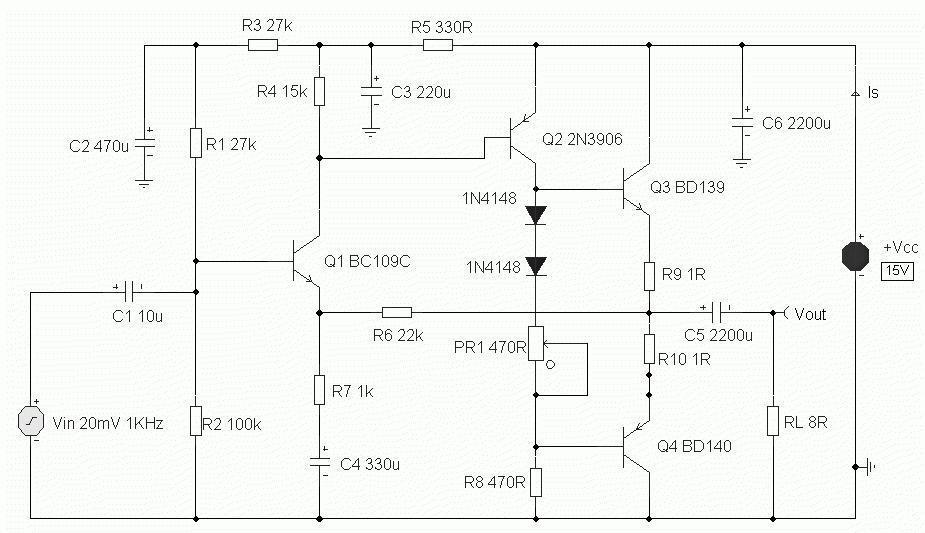 R3 27k
R5 330R
R4 15k
C3 220u
Is
C6 2200u
C2 470u
R1 27k
Q2 2N3906
Q3 BD139
1N4148
+Vcc
15V
Q1 BC109C
1N4148
R9 1R
C1 10u
Vout
R6 22k
C5 2200u
PR1 470R
R10 1R
R7 1k
Vin 20mV 1KHz
R2 100k
RL 8R
Q4 BD140
C4 330u
R8 470R